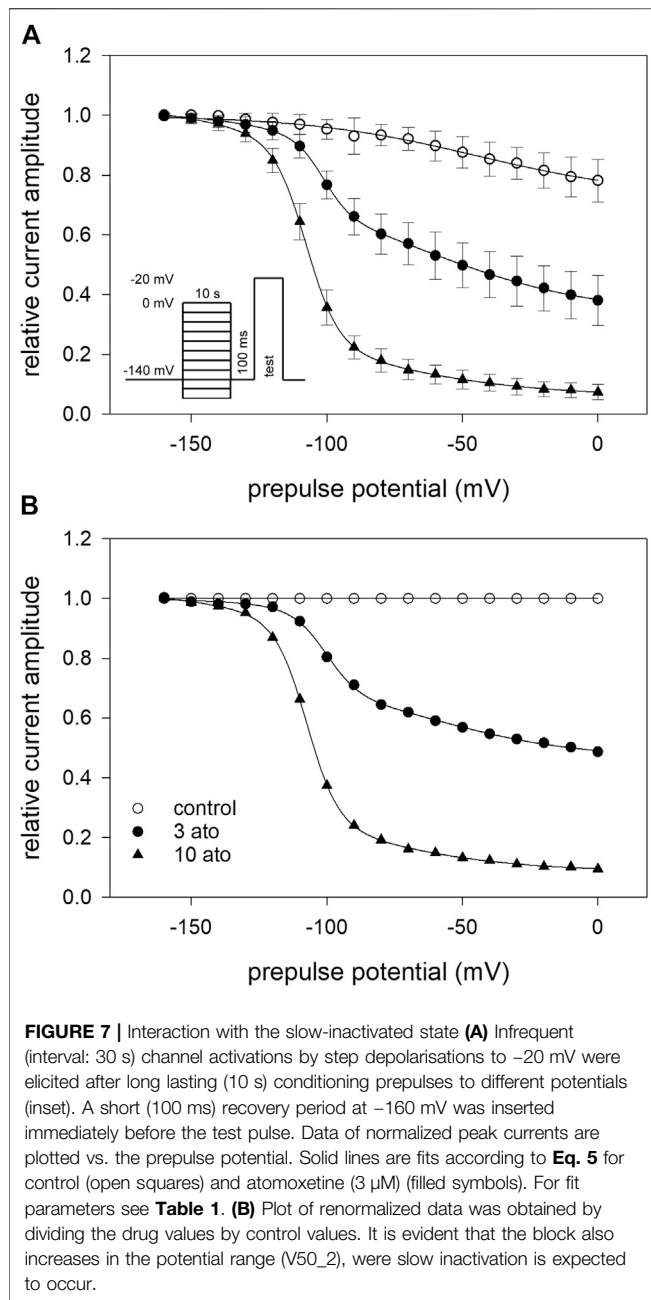 A
1.2
1.0
0.8
0.6
0.4
0.2
0.0
relative current amplitude
-20 mV
0 mV
10 s
-140 mV
100 ms
test
-150
-100
-50
0
prepulse potential (mV)
B
1.2
1.0
0.8
0.6
0.4
0.2
0.0
relative current amplitude
control
3 ato
10 ato
-150
-100
-50
0
prepulse potential (mV)
FIGURE 7 | Interaction with the slow-inactivated state (A) Infrequent
(interval: 30 s) channel activations by step depolarisations to −20 mV were
elicited after long lasting (10 s) conditioning prepulses to different potentials
(inset). A short (100 ms) recovery period at −160 mV was inserted
immediately before the test pulse. Data of normalized peak currents are
plotted vs. the prepulse potential. Solid lines are fits according to Eq. 5 for
control (open squares) and atomoxetine (3 μM) (filled symbols). For fit
parameters see Table 1. (B) Plot of renormalized data was obtained by
dividing the drug values by control values. It is evident that the block also
increases in the potential range (V50_2), were slow inactivation is expected
to occur.